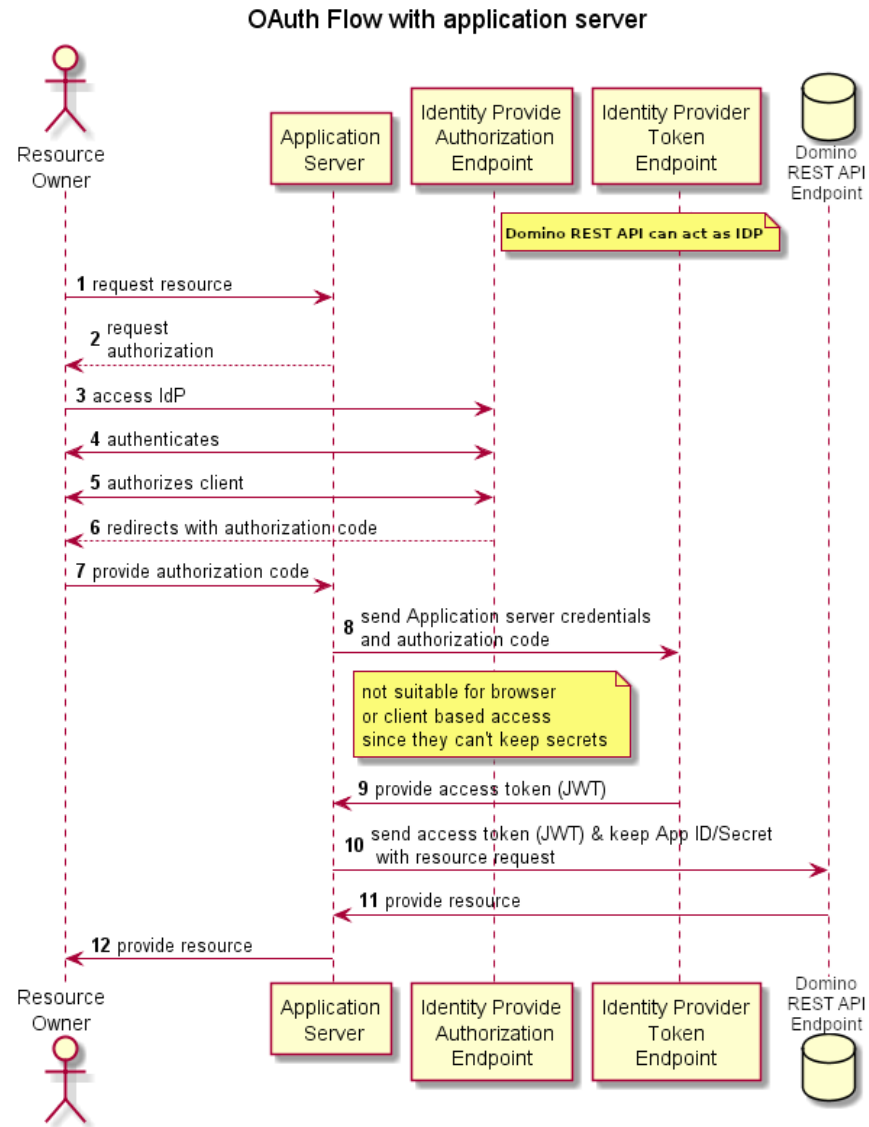 OAuth Flow with application server
Resource
Owner
Application
Server
Identity Provide
Authorization
Endpoint
Identity Provider
Token
Endpoint
Domino
REST API
Endpoint
Domino REST API can act as IDP
1 request resource
2 request
authorization
3 access IdP
4 authenticates
5 authorizes client
6 redirects with authorization code
7 provide authorization code
8 send Application server credentials
and authorization code
not suitable for browser
or client based access
since they can't keep secrets
9 provide access token (JWT)
10 send access token (JWT) & keep App ID/Secret
with resource request
11 provide resource
12 provide resource
Resource
Owner
Application
Server
Identity Provide
Authorization
Endpoint
Identity Provider
Token
Endpoint
Domino
REST API
Endpoint